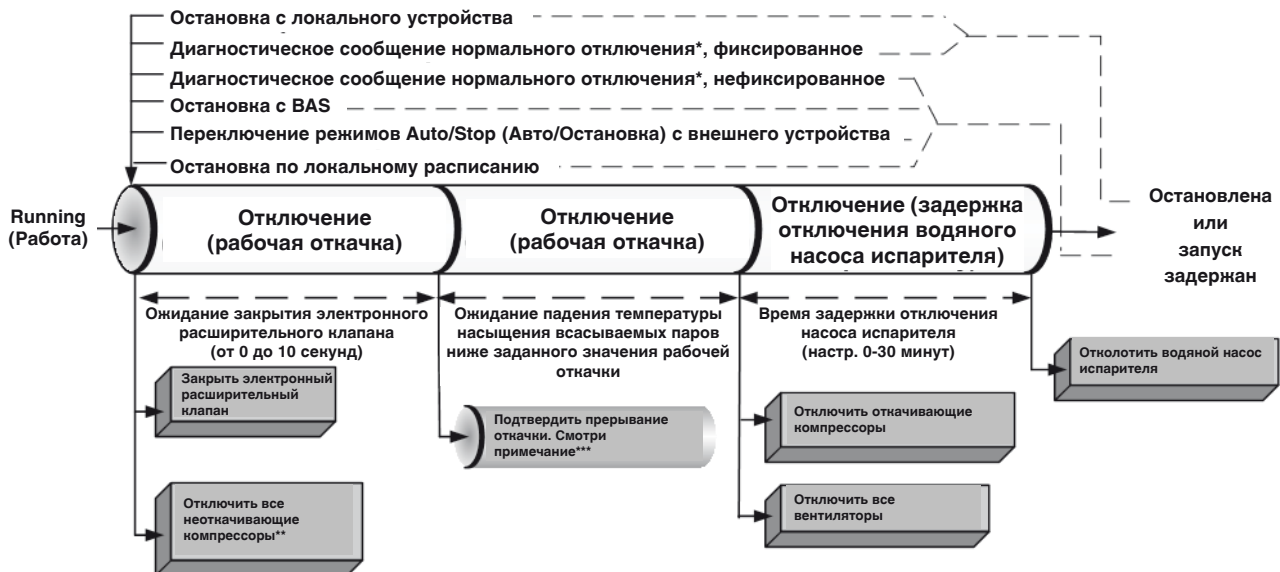 Остановка с локального устройства
Диагностическое сообщение нормального отключения*, фиксированное
Диагностическое сообщение нормального отключения*, нефиксированное
Остановка с BAS
Переключение режимов Auto/Stop (Авто/Остановка) с внешнего устройства
Остановка по локальному расписанию
Running
(Работа)
Отключение
(рабочая откачка)
Отключение
(рабочая откачка)
Отключение (задержка
отключения водяного
насоса испарителя)
Остановлена
или
запуск
задержан
Ожидание закрытия электронного
расширительного клапана
(от 0 до 10 секунд)
Ожидание падения температуры
насыщения всасываемых паров
ниже заданного значения рабочей
откачки
Время задержки отключения
насоса испарителя
(настр. 0-30 минут)
Закрыть электронный
расширительный
клапан
Подтвердить прерывание
откачки. Смотри
примечание***
Отключить откачивающие
компрессоры
Отколотить водяной насос
испарителя
Отключить все
неоткачивающие
компрессоры**
Отключить все
вентиляторы